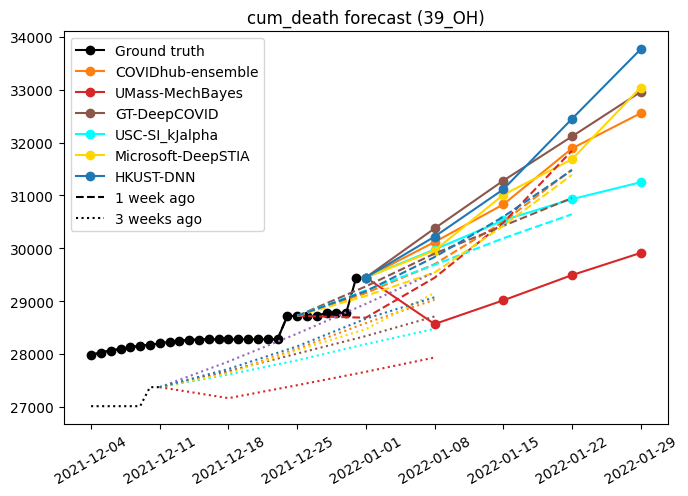 cum_death forecast (39_OH)
34000
33000
32000
31000
30000
29000
28000
27000
Ground truth
COVIDhub-ensemble
UMass-MechBayes
GT-DeepCOVID
USC-SI_kJalpha
Microsoft-DeepSTIA
HKUST-DNN
1 week ago
3 weeks ago
2021-12-04
2021-12-11
2021-12-18
2021-12-25
2022-01-01
2022-01-08
2022-01-15
2022-01-22
2022-01-29